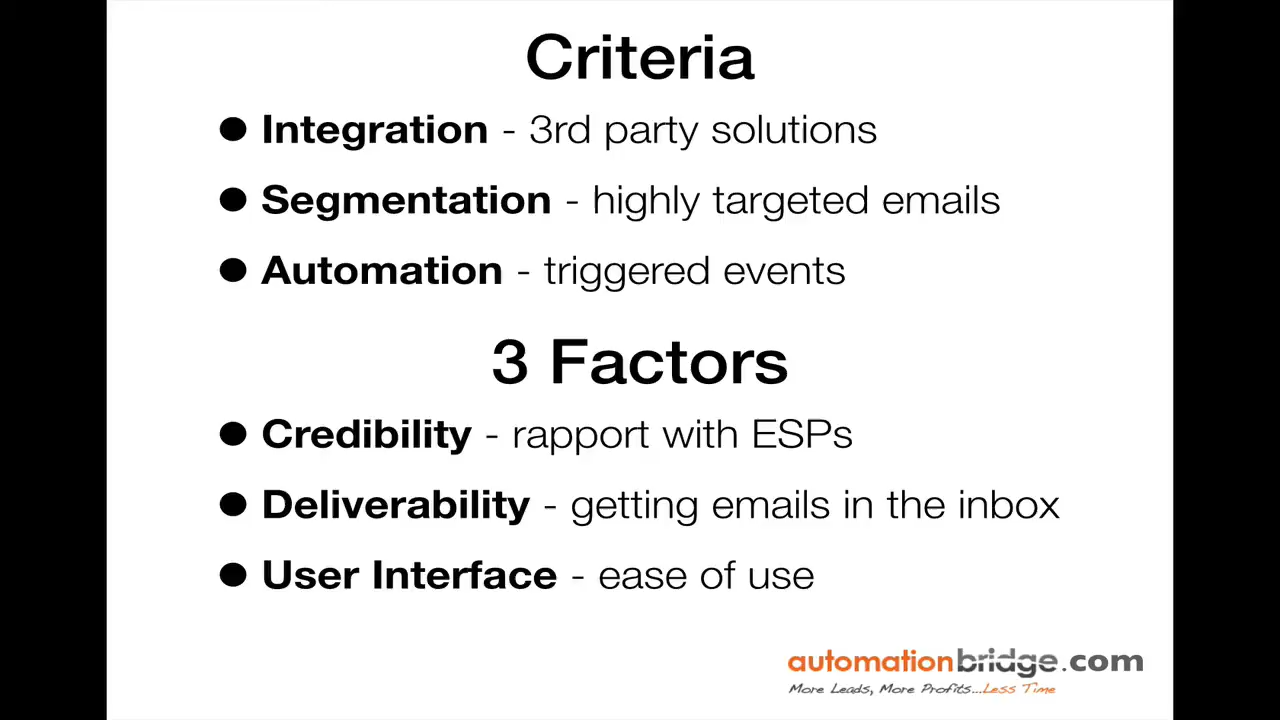 Criteria
● Integration - 3rd party solutions
● Segmentation - highly targeted emails
● Automation - triggered events
3 Factors
● Credibility - rapport with ESPs
● Deliverability - getting emails in the inbox
● User Interface - ease of use
automationbridge.com
More Leads, More Profits...Less Time